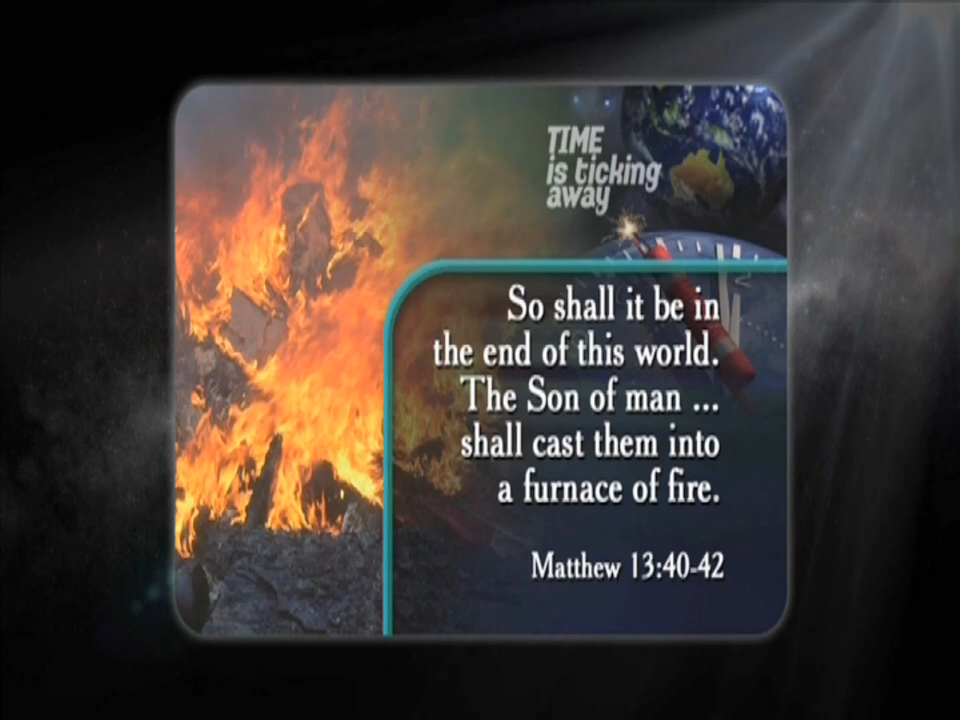 TIME
is ticking
away
So shall it be in
the end of this world.
The Son of man ...
shall cast them into
a furnace of fire.
Matthew 13:40-42